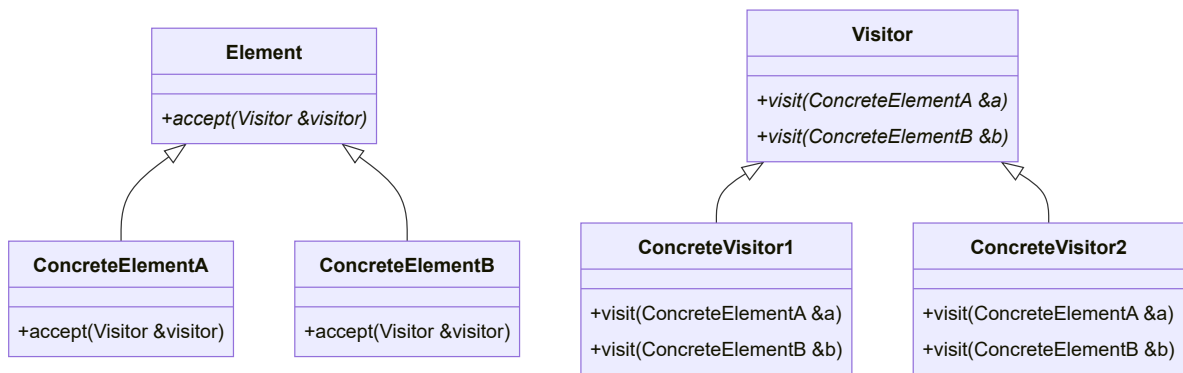 Element
+accept(Visitor &visitor)
ConcreteElementA
+accept(Visitor &visitor)
ConcreteElementB
+accept(Visitor &visitor)
Visitor
+visit(ConcreteElementA &a)
+visit(ConcreteElementB &b)
ConcreteVisitor1
+visit(ConcreteElementA &a)
+visit(ConcreteElementB &b)
ConcreteVisitor2
+visit(ConcreteElementA &a)
+visit(ConcreteElementB &b)